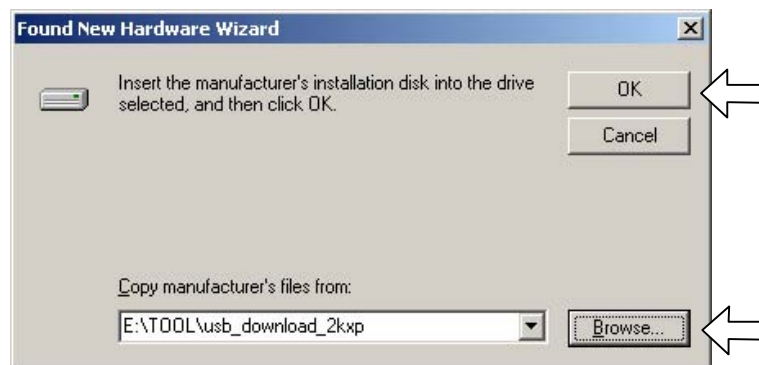 Found New Hardware Wizard
Insert the manufacturer's installation disk into the drive
selected, and then click OK.
OK
Cancel
Copy manufacturer's files from:
E:\TOOL\usb_download_2kxp
Browse...